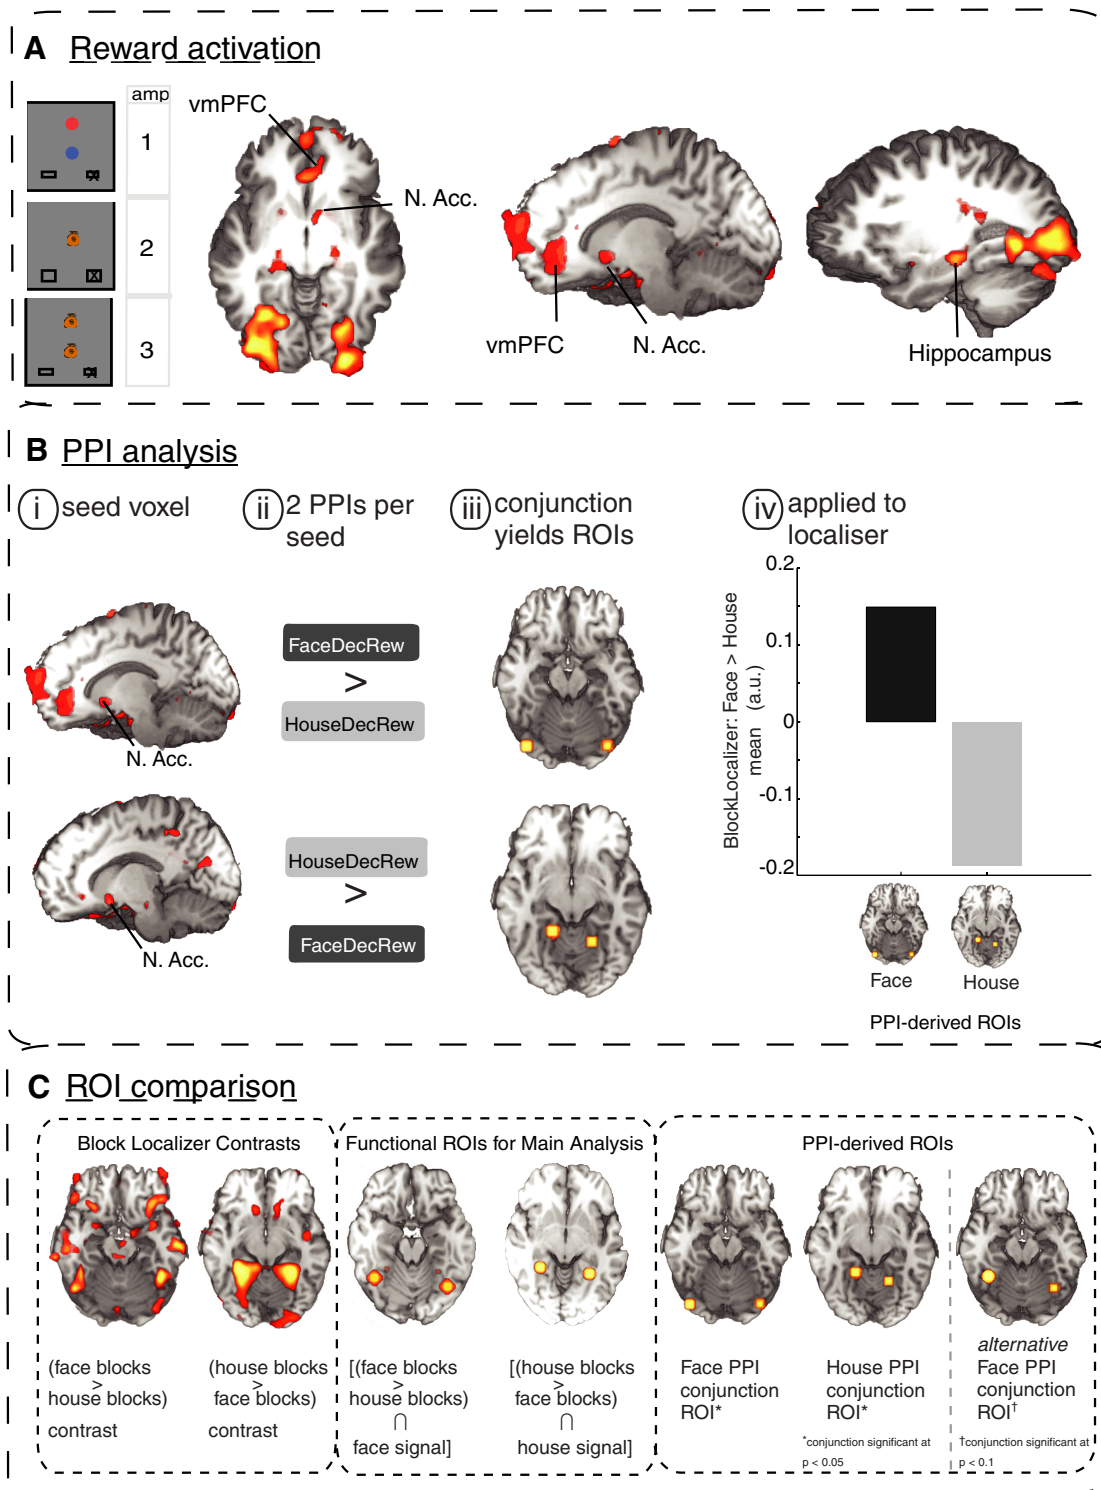 A Reward activation
amp
1
2
3
vmPFC
N. Acc.
vmPFC
N. Acc.
Hippocampus
B PPI analysis
i seed voxel
ii 2 PPIs per
seed
iii conjunction
yields ROIs
iv applied to
localiser
N. Acc.
FaceDecRew
>
HouseDecRew
N. Acc.
HouseDecRew
>
FaceDecRew
BlockLocalizer: Face > House
mean (a.u.)
0.2
0.1
0
-0.1
-0.2
Face
House
PPI-derived ROIs
C ROI comparison
Block Localizer Contrasts
(face blocks
>
house blocks)
contrast
(house blocks
>
face blocks)
contrast
Functional ROIs for Main Analysis
[(face blocks
>
house blocks)
∩
face signal]
[(house blocks
>
face blocks)
∩
house signal]
PPI-derived ROIs
Face PPI
conjunction
ROI*
House PPI
conjunction
ROI*
*conjunction significant at
p < 0.05
alternative
Face PPI
conjunction
ROI†
†conjunction significant at
p < 0.1